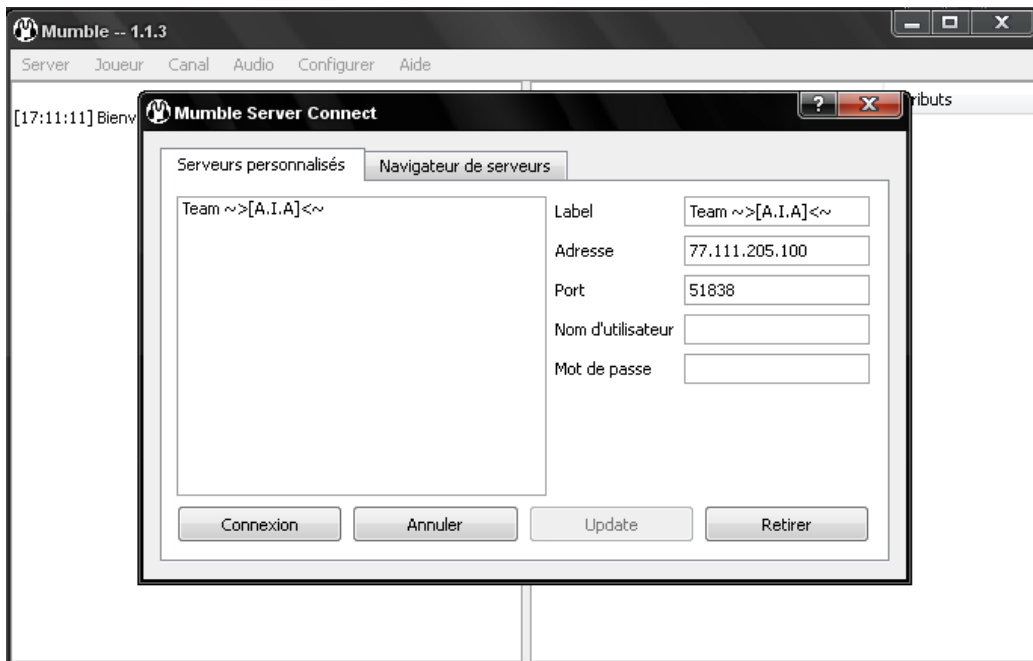 Mumble -- 1.1.3
Server Joueur Canal Audio Configurer Aide
[17:11:11] Bienv
ributs
Mumble Server Connect
Serveurs personnalisés Navigateur de serveurs
Team ~>[A.I.A]<~
Label Team ~>[A.I.A]<~
Adresse 77.111.205.100
Port 51838
Nom d'utilisateur
Mot de passe
Connexion Annuler Update Retirer